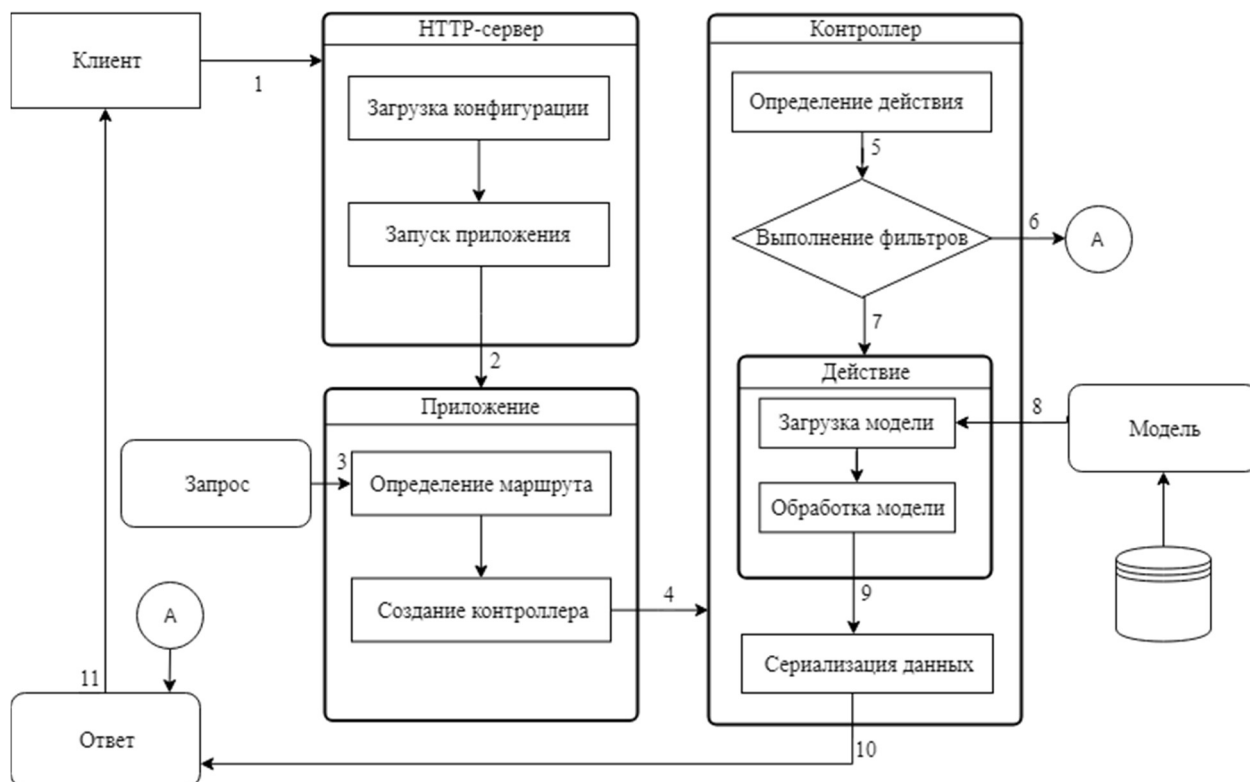 Клиент
1
HTTP-сервер
Загрузка конфигурации
Запуск приложения
2
Приложение
Запрос
3
Определение маршрута
Создание контроллера
4
Контроллер
Определение действия
5
Выполнение фильтров
6
А
7
Действие
Загрузка модели
8
Модель
Обработка модели
9
Сериализация данных
10
А
Ответ
11